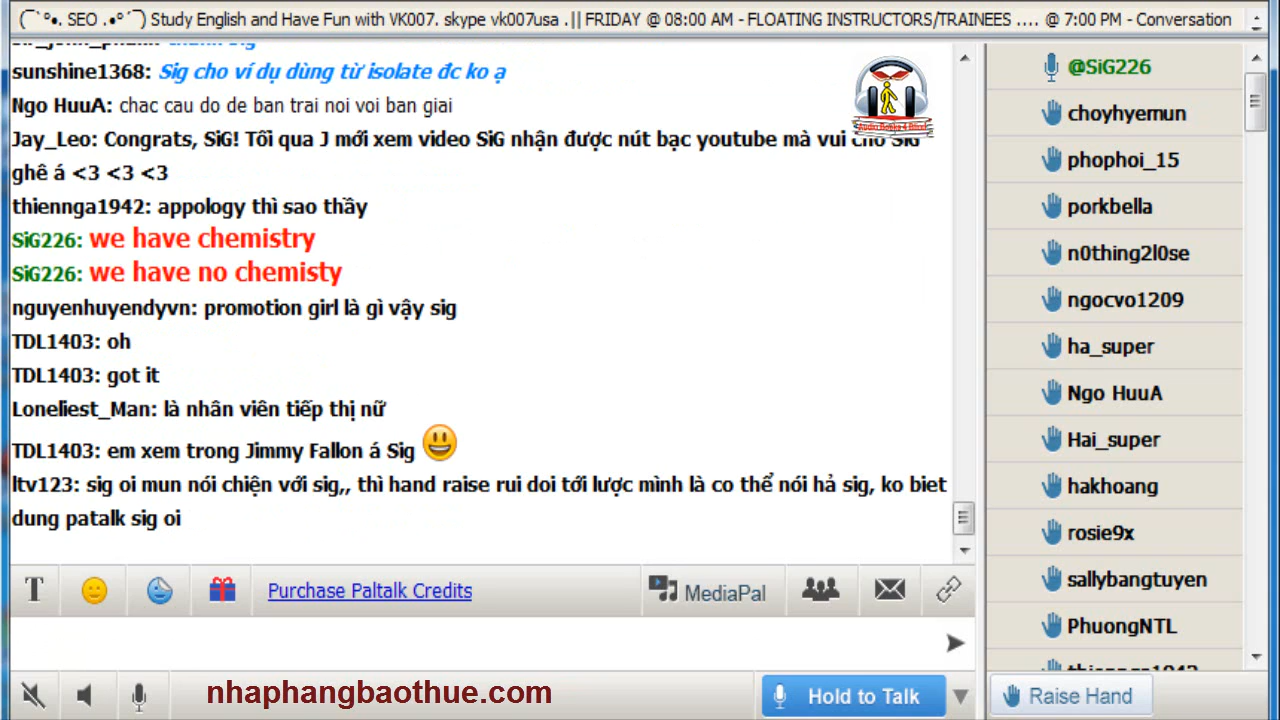 (¯`°•. SEO .•°´¯) Study English and Have Fun with VK007. skype vk007usa .|| FRIDAY @ 08:00 AM - FLOATING INSTRUCTORS/TRAINEES .... @ 7:00 PM - Conversation
sunshine1368: Sig cho ví dụ dùng từ isolate đc ko ạ
Ngo HuuA: chac cau do de ban trai noi voi ban giai
Jay_Leo: Congrats, SiG! Tối qua J mới xem video SiG nhận được nút bạc youtube mà vui cho SiG
ghê á <3 <3 <3
thiennga1942: appology thì sao thầy
SiG226: we have chemistry
SiG226: we have no chemisty
nguyenhuyendyvn: promotion girl là gì vậy sig
TDL1403: oh
TDL1403: got it
Loneliest_Man: là nhân viên tiếp thị nữ
TDL1403: em xem trong Jimmy Fallon á Sig
ltv123: sig oi mun nói chiện với sig,, thì hand raise rui doi tới lược mình là co thể nói hả sig, ko biet
dung patalk sig oi
Purchase Paltalk Credits
MediaPal
nhaphangbaothue.com
Hold to Talk
@SiG226
choyhyemun
phophoi_15
porkbella
n0thing2l0se
ngocvo1209
ha_super
Ngo HuuA
Hai_super
hakhoang
rosie9x
sallybangtuyen
PhuongNTL
Raise Hand